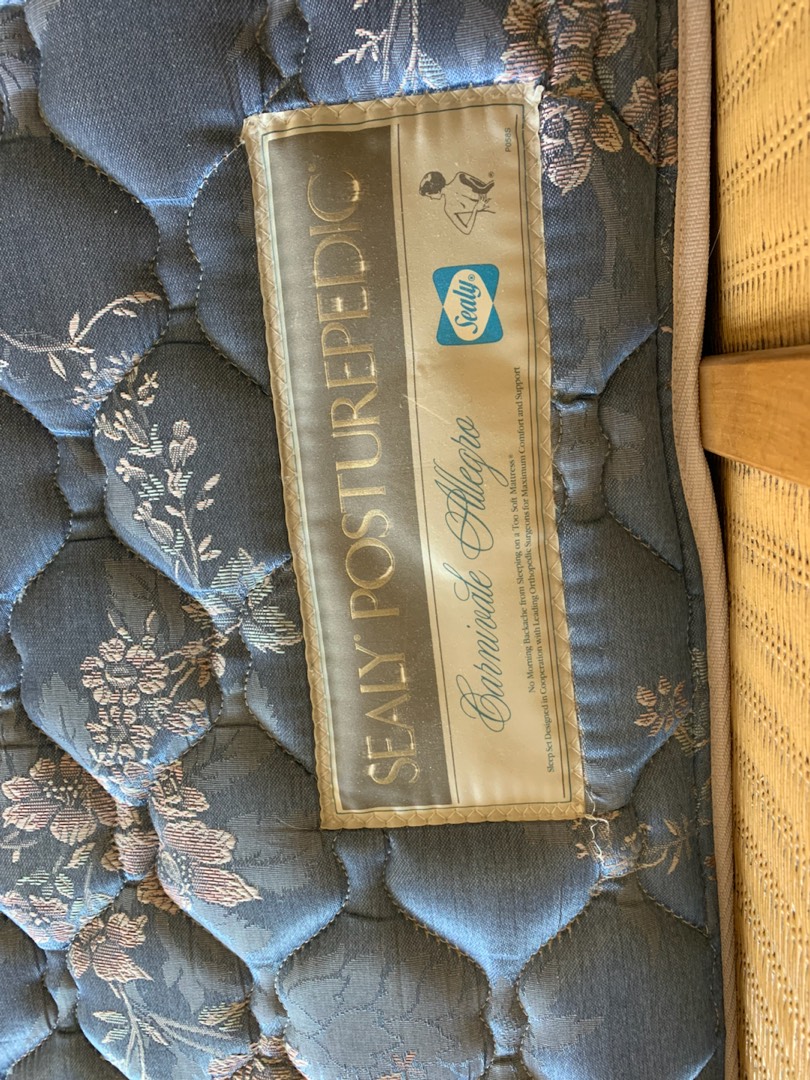 SEALY® POSTUREPEDIC®
Carnivale Allegro
Sealy®
®
No Morning Backache from Sleeping on a Too Soft Mattress®
Sleep Set Designed in Cooperation with Leading Orthopedic Surgeons for Maximum Comfort and Support